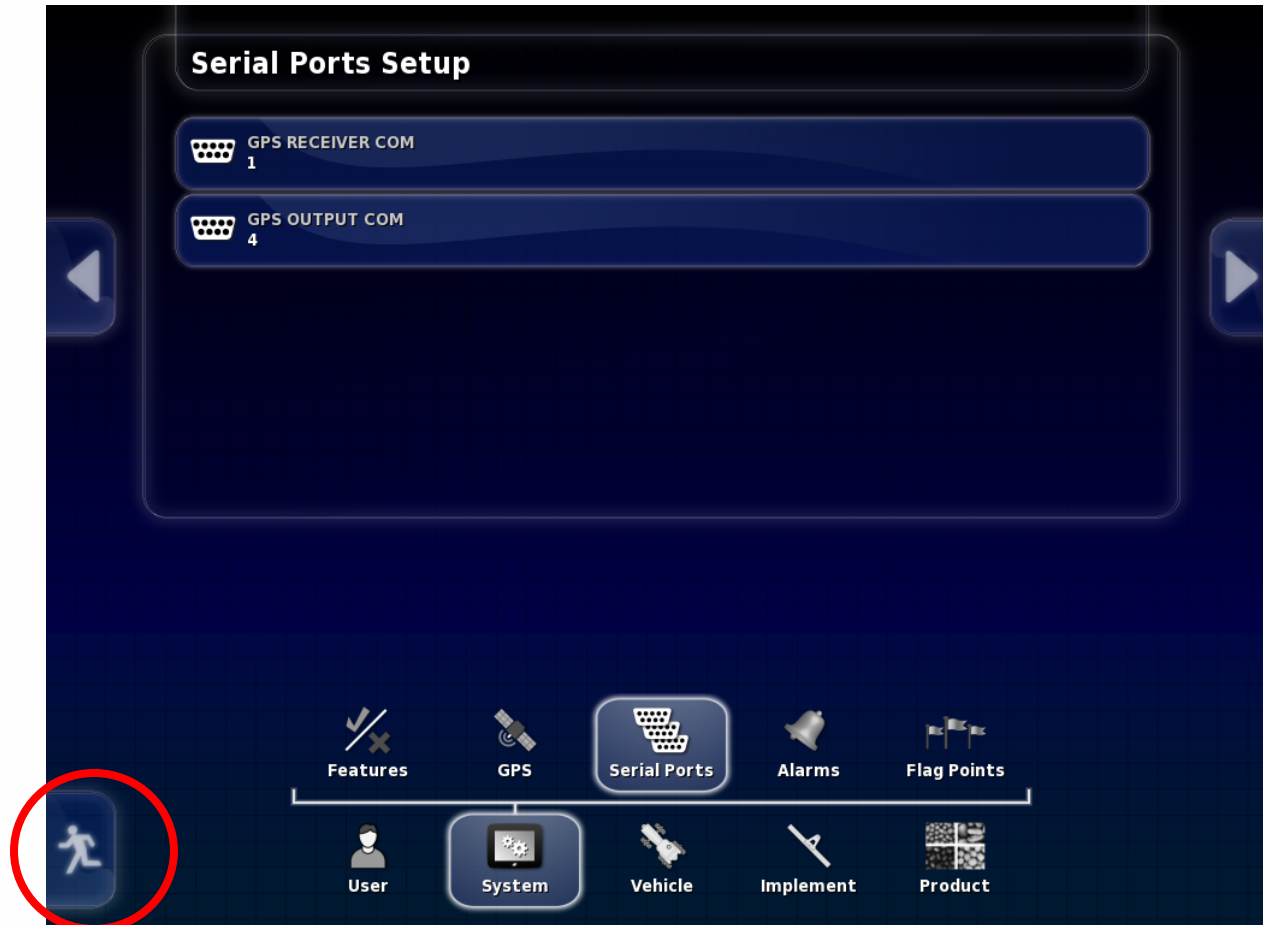 Serial Ports Setup
GPS RECEIVER COM
1
GPS OUTPUT COM
4
Features
GPS
Serial Ports
Alarms
Flag Points
User
System
Vehicle
Implement
Product